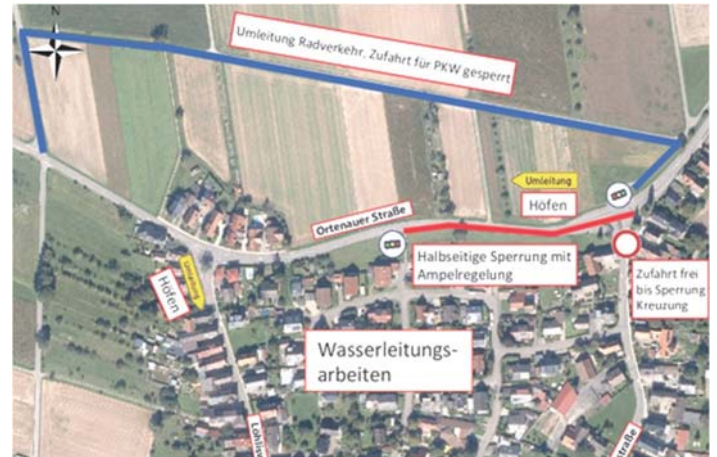 N
Umleitung Radverkehr, Zufahrt für PKW gesperrt
Umleitung
Höfen
Ortenauer Straße
Halbseitige Sperrung mit
Ampelregelung
Zufahrt frei
bis Sperrung
Kreuzung
Umleitung
Höfen
Wasserleitungs-
arbeiten